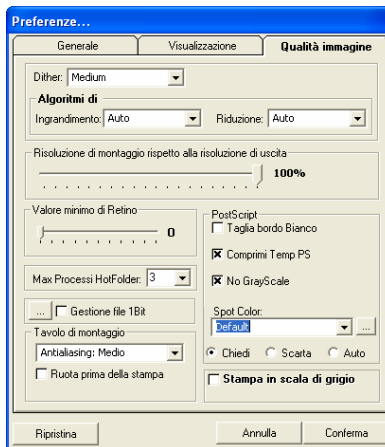 Preferenze...
Generale
Visualizzazione
Qualità immagine
Dither: Medium
Algoritmi di
Ingrandimento: Auto
Riduzione: Auto
Risoluzione di montaggio rispetto alla risoluzione di uscita
100%
Valore minimo di Retino
0
Max Processi HotFolder: 3
... Gestione file 1Bit
Tavolo di montaggio
Antialiasing: Medio
Ruota prima della stampa
PostScript
Taglia bordo Bianco
Comprimi Temp PS
No GrayScale
Spot Color:
Default ...
Chiedi Scarta Auto
Stampa in scala di grigio
Ripristina
Annulla
Conferma